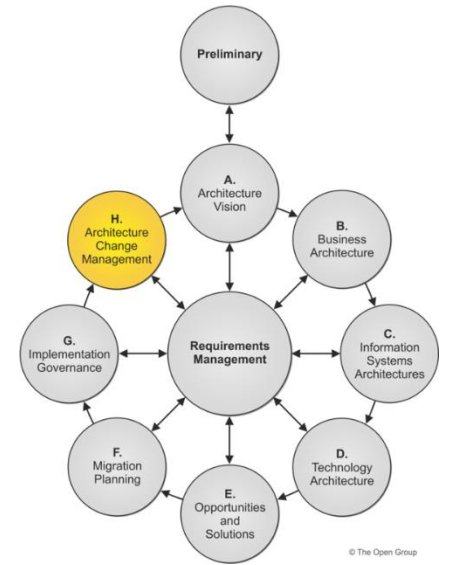 Preliminary
A.
Architecture
Vision
B.
Business
Architecture
C.
Information
Systems
Architectures
D.
Technology
Architecture
E.
Opportunities
and
Solutions
F.
Migration
Planning
G.
Implementation
Governance
H.
Architecture
Change
Management
Requirements
Management
© The Open Group